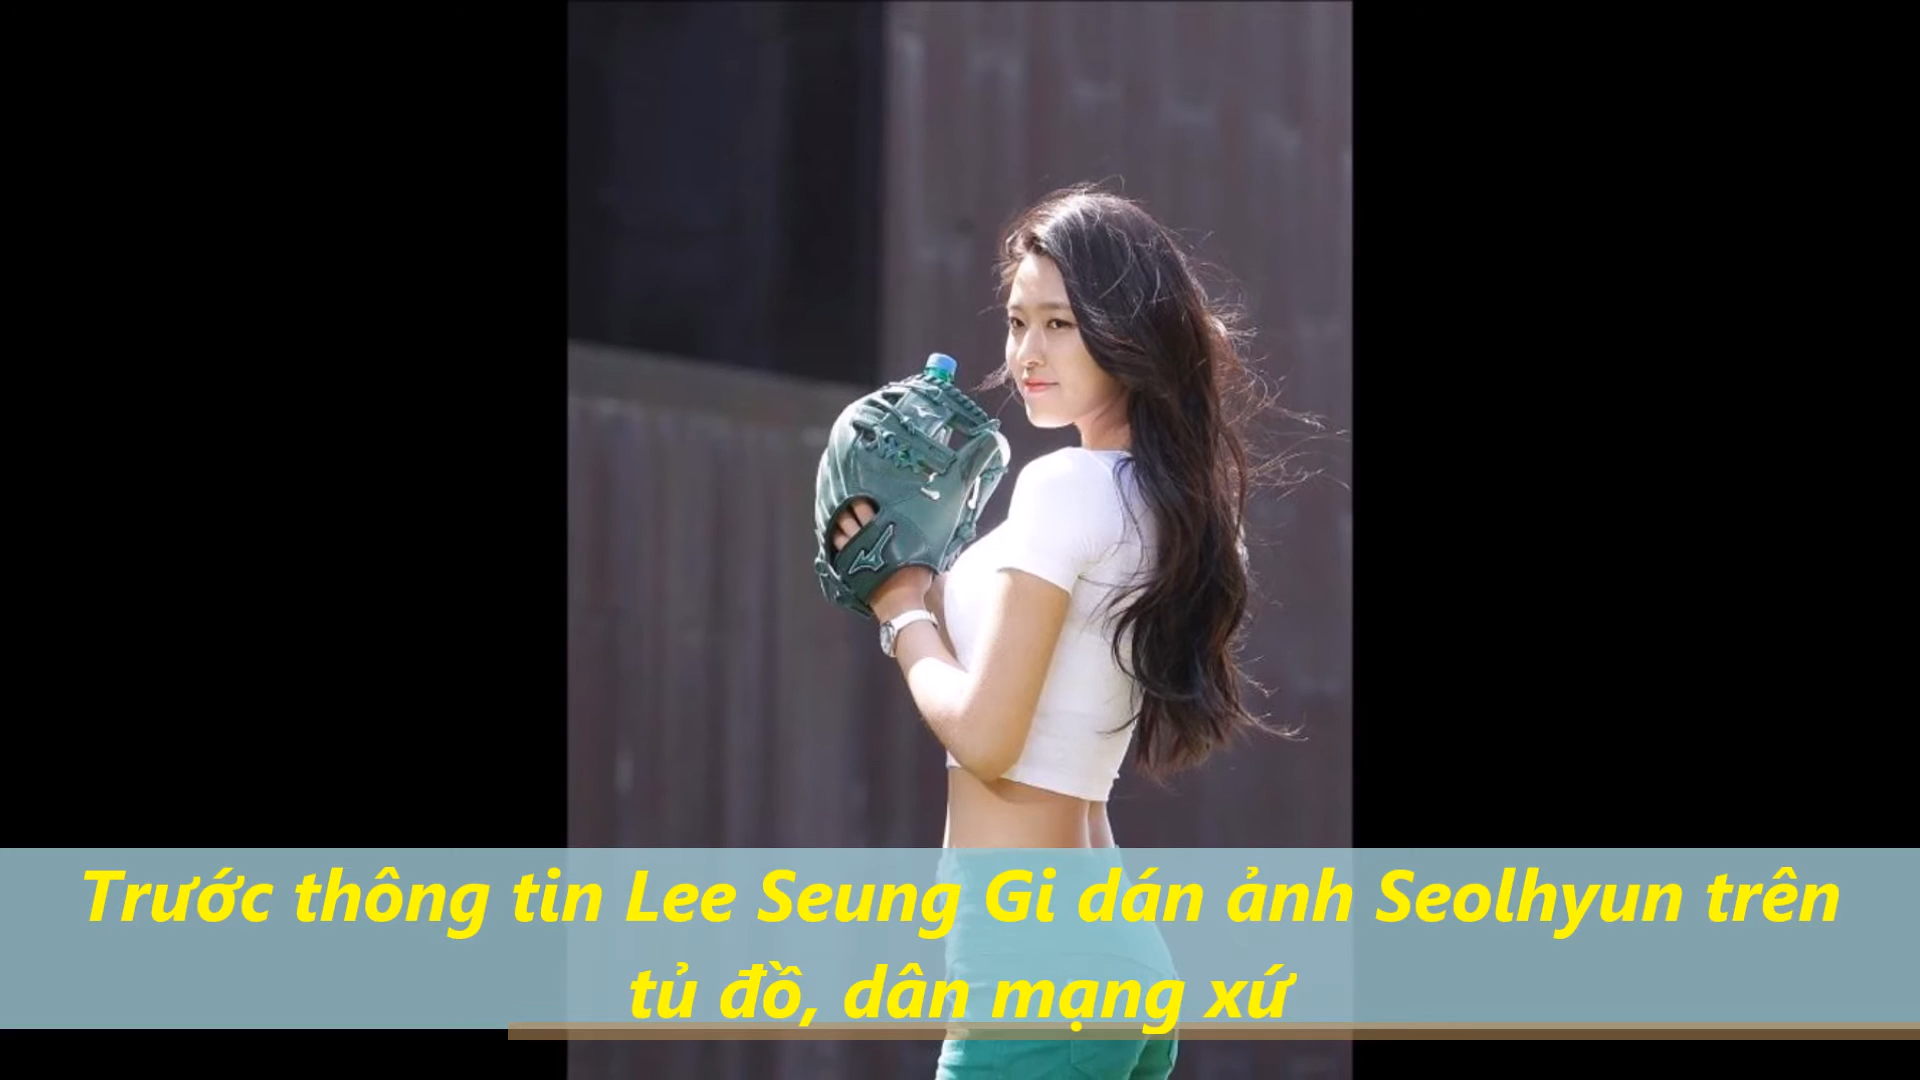 Trước thông tin Lee Seung Gi dán ảnh Seolhyun trên
tủ đồ, dân mạng xứ